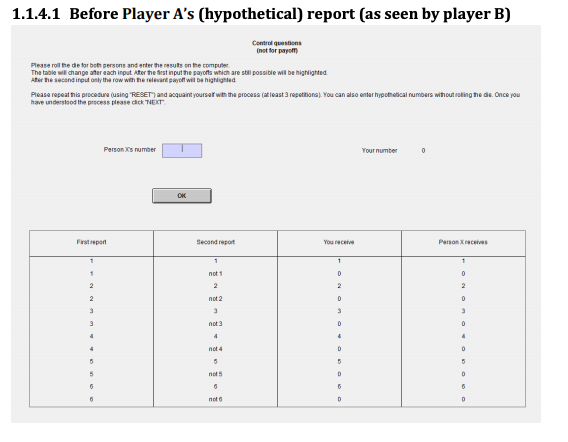 1.1.4.1 Before Player A's (hypothetical) report (as seen by player B)
Control questions
(not for payoff)
Please roll the die for both persons and enter the results on the computer.
The table will change after each input. After the first input the payoffs which are still possible will be highlighted.
After the second input only the row with the relevant payoff will be highlighted.
Please repeat this procedure (using "RESET") and acquaint yourself with the process (at least 3 repetitions). You can also enter hypothetical numbers without rolling the die. Once you
have understood the process please click "NEXT".
Person X's number Your number 0
OK
First report Second report You receive Person X receives
1 1 1 1
1 not 1 0 0
2 2 2 2
2 not 2 0 0
3 3 3 3
3 not 3 0 0
4 4 4 4
4 not 4 0 0
5 5 5 5
5 not 5 0 0
6 6 6 6
6 not 6 0 0